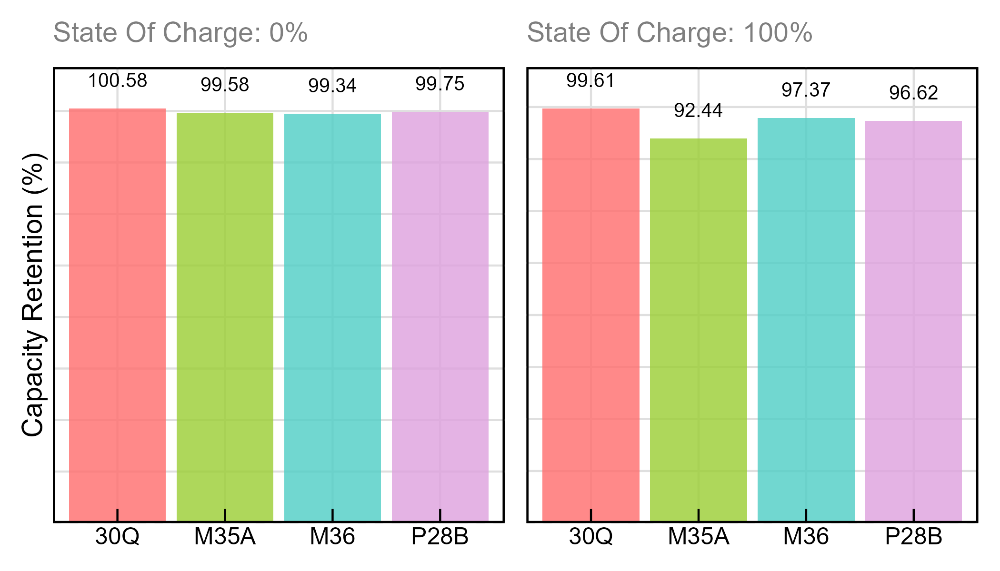 State Of Charge: 0%
State Of Charge: 100%
Capacity Retention (%)
100.58
99.58
99.34
99.75
99.61
92.44
97.37
96.62
30Q
M35A
M36
P28B
30Q
M35A
M36
P28B